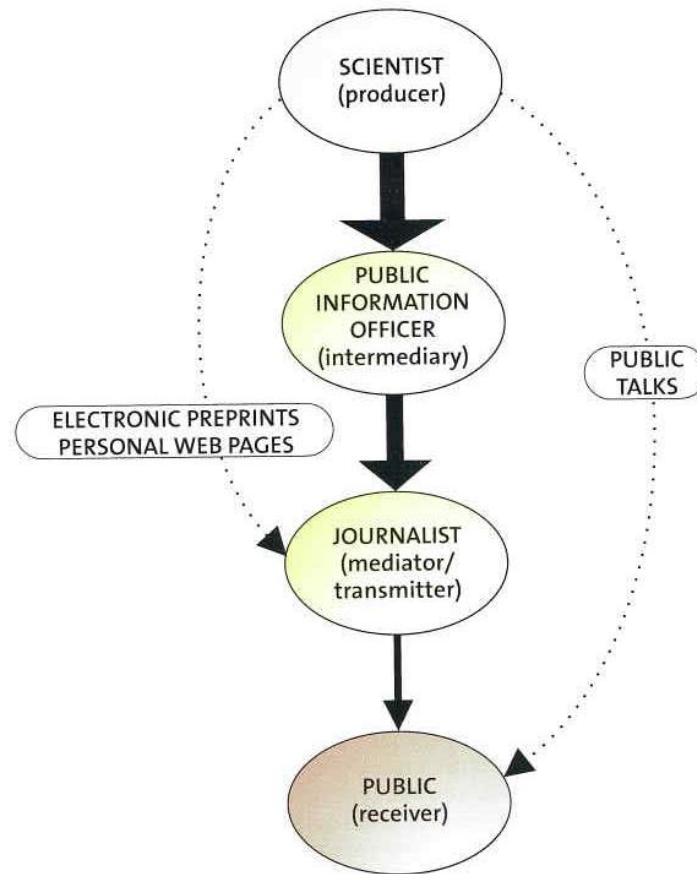 SCIENTIST
(producer)
PUBLIC
INFORMATION
OFFICER
(intermediary)
PUBLIC
TALKS
ELECTRONIC PREPRINTS
PERSONAL WEB PAGES
JOURNALIST
(mediator/
transmitter)
PUBLIC
(receiver)